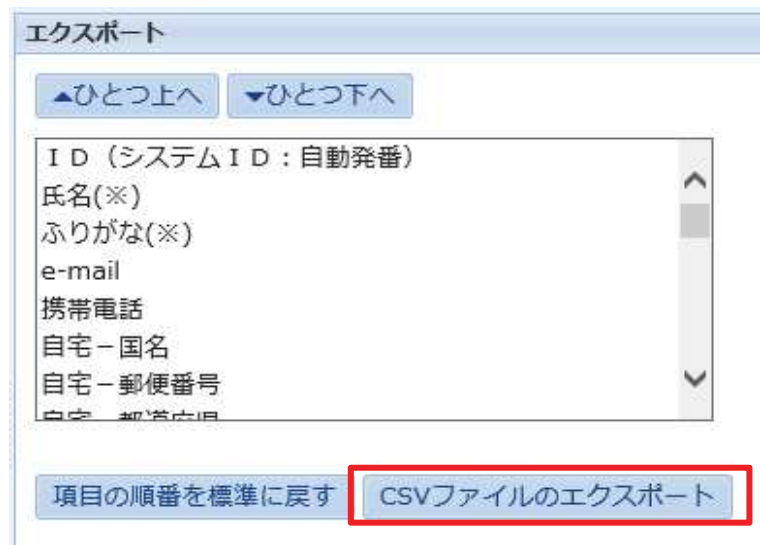 エクスポート
▲ひとつ上へ ▼ひとつ下へ
ＩＤ（システムＩＤ：自動発番）
氏名(※)
ふりがな(※)
e-mail
携帯電話
自宅－国名
自宅－郵便番号
項目の順番を標準に戻す CSVファイルのエクスポート